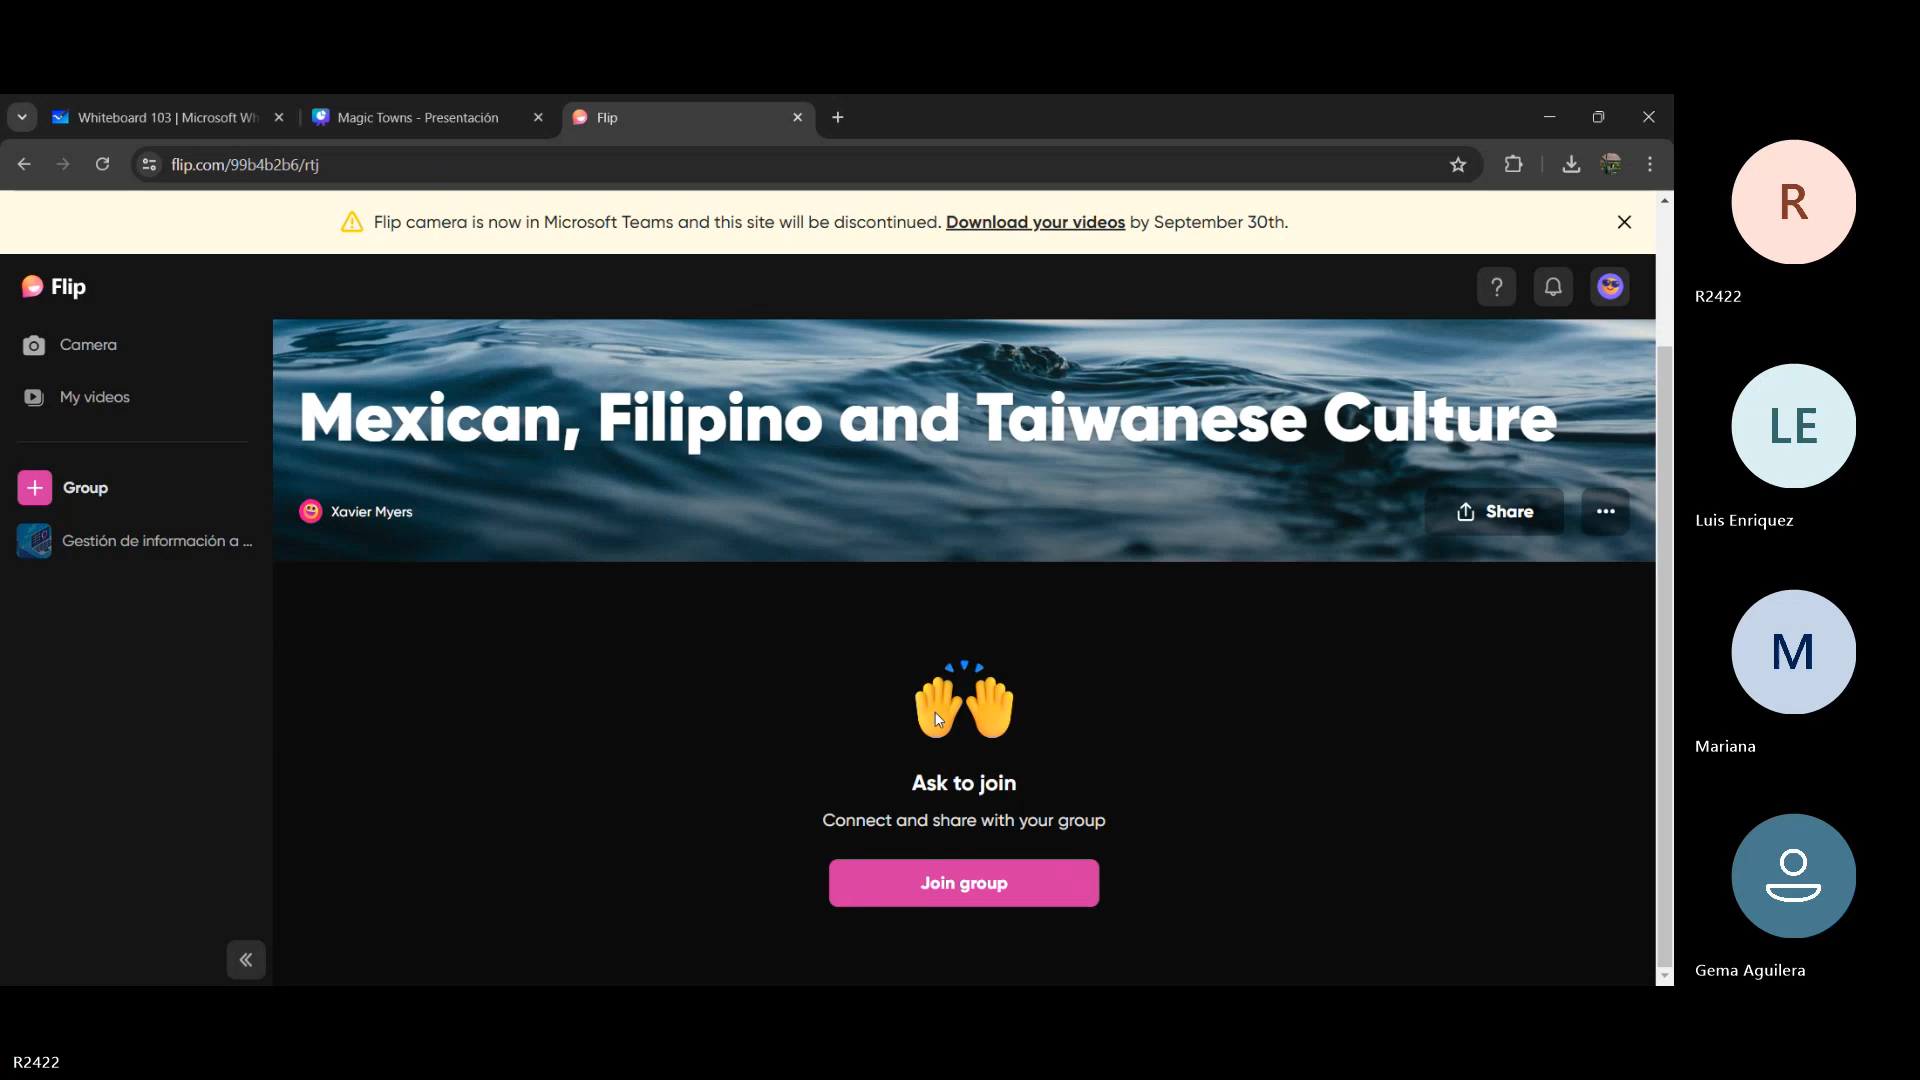 Whiteboard 103 | Microsoft Wh
Magic Towns - Presentación
Flip
flip.com/99b4b2b6/rtj
Flip camera is now in Microsoft Teams and this site will be discontinued. Download your videos by September 30th.
Flip
Camera
My videos
Group
Gestión de información a ...
Mexican, Filipino and Taiwanese Culture
Xavier Myers
Share
Ask to join
Connect and share with your group
Join group
R
R2422
LE
Luis Enriquez
M
Mariana
Gema Aguilera
R2422